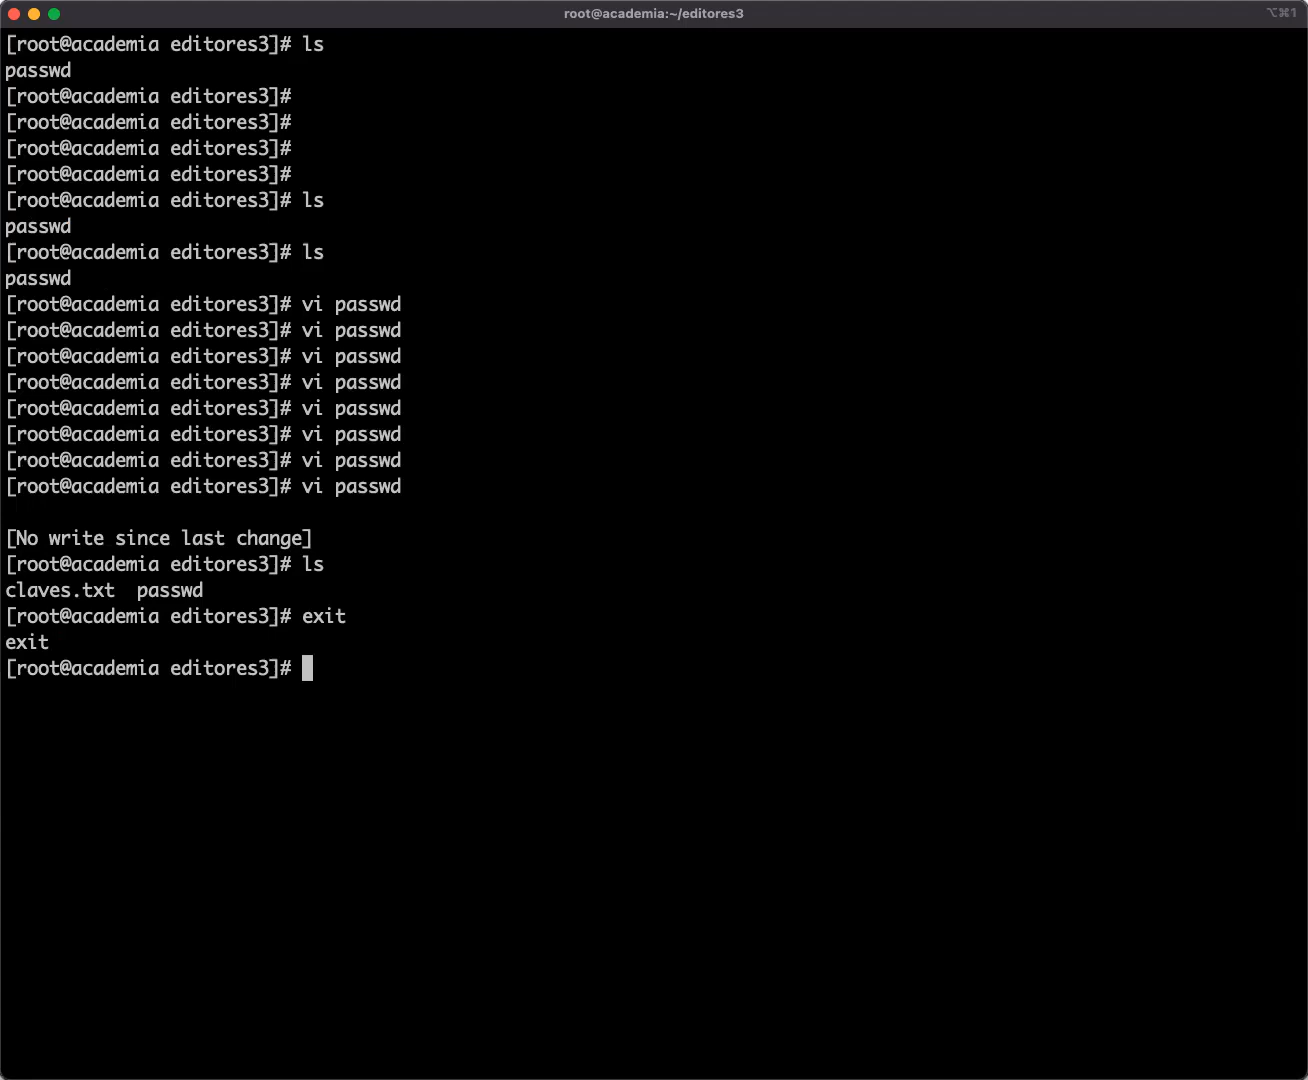 root@academia:~/editores3
⌥⌘1
[root@academia editores3]# ls
passwd
[root@academia editores3]#
[root@academia editores3]#
[root@academia editores3]#
[root@academia editores3]#
[root@academia editores3]# ls
passwd
[root@academia editores3]# ls
passwd
[root@academia editores3]# vi passwd
[root@academia editores3]# vi passwd
[root@academia editores3]# vi passwd
[root@academia editores3]# vi passwd
[root@academia editores3]# vi passwd
[root@academia editores3]# vi passwd
[root@academia editores3]# vi passwd
[root@academia editores3]# vi passwd
[No write since last change]
[root@academia editores3]# ls
claves.txt  passwd
[root@academia editores3]# exit
exit
[root@academia editores3]#